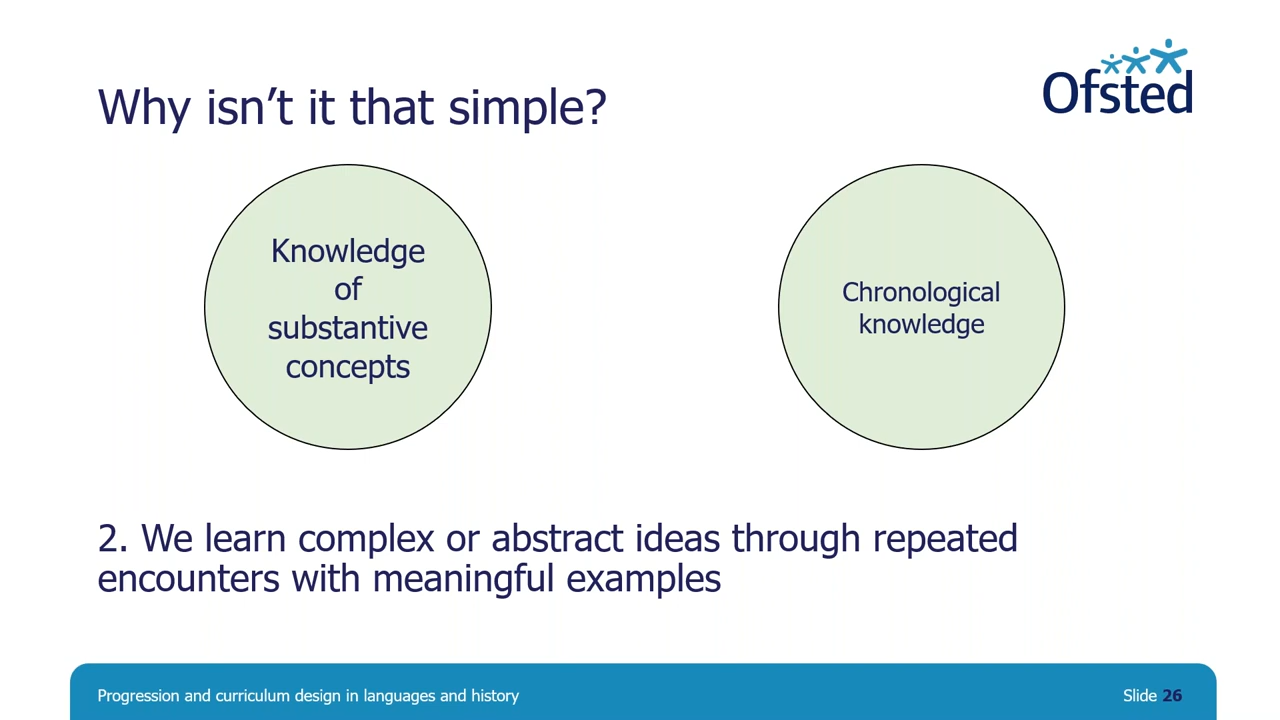 Ofsted
Why isn’t it that simple?
Knowledge
of
substantive
concepts
Chronological
knowledge
2. We learn complex or abstract ideas through repeated
encounters with meaningful examples
Progression and curriculum design in languages and history
Slide 26